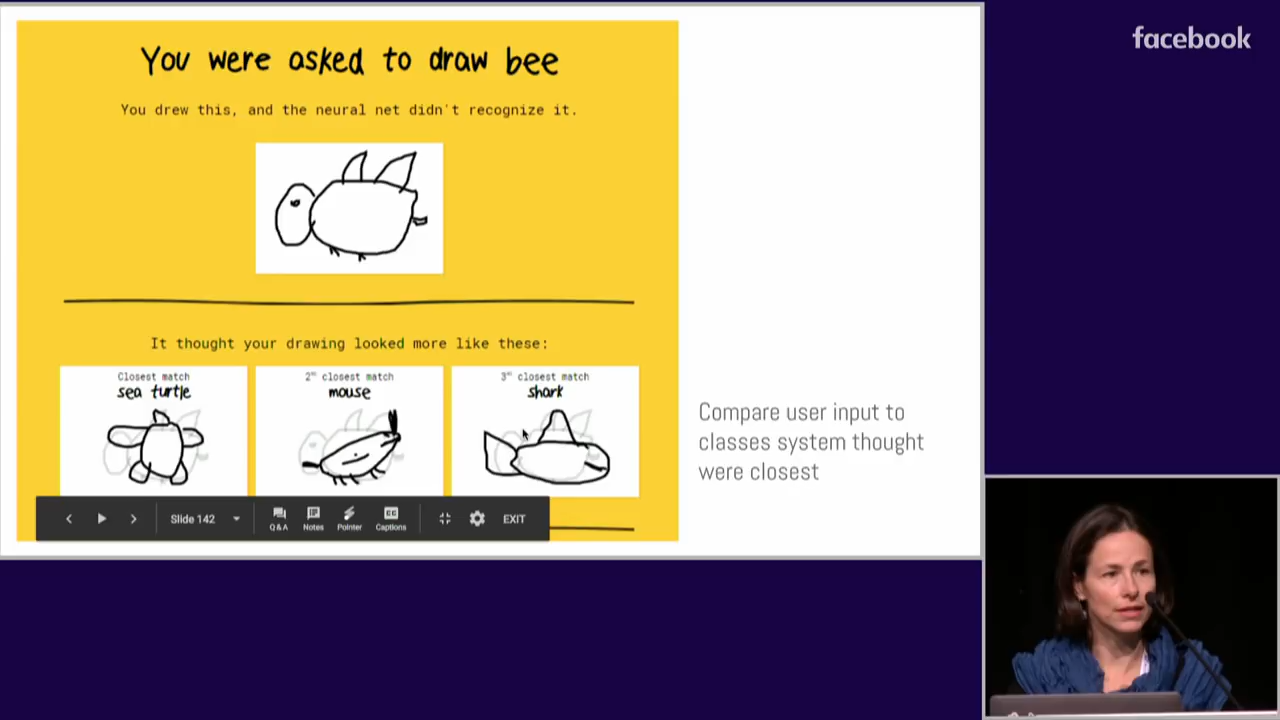 facebook
You were asked to draw bee
You drew this, and the neural net didn't recognize it.
It thought your drawing looked more like these:
Closest match
sea turtle
2nd closest match
mouse
3rd closest match
shark
Compare user input to
classes system thought
were closest
Slide 142
Q&A
Notes
Pointer
CC
Captions
EXIT